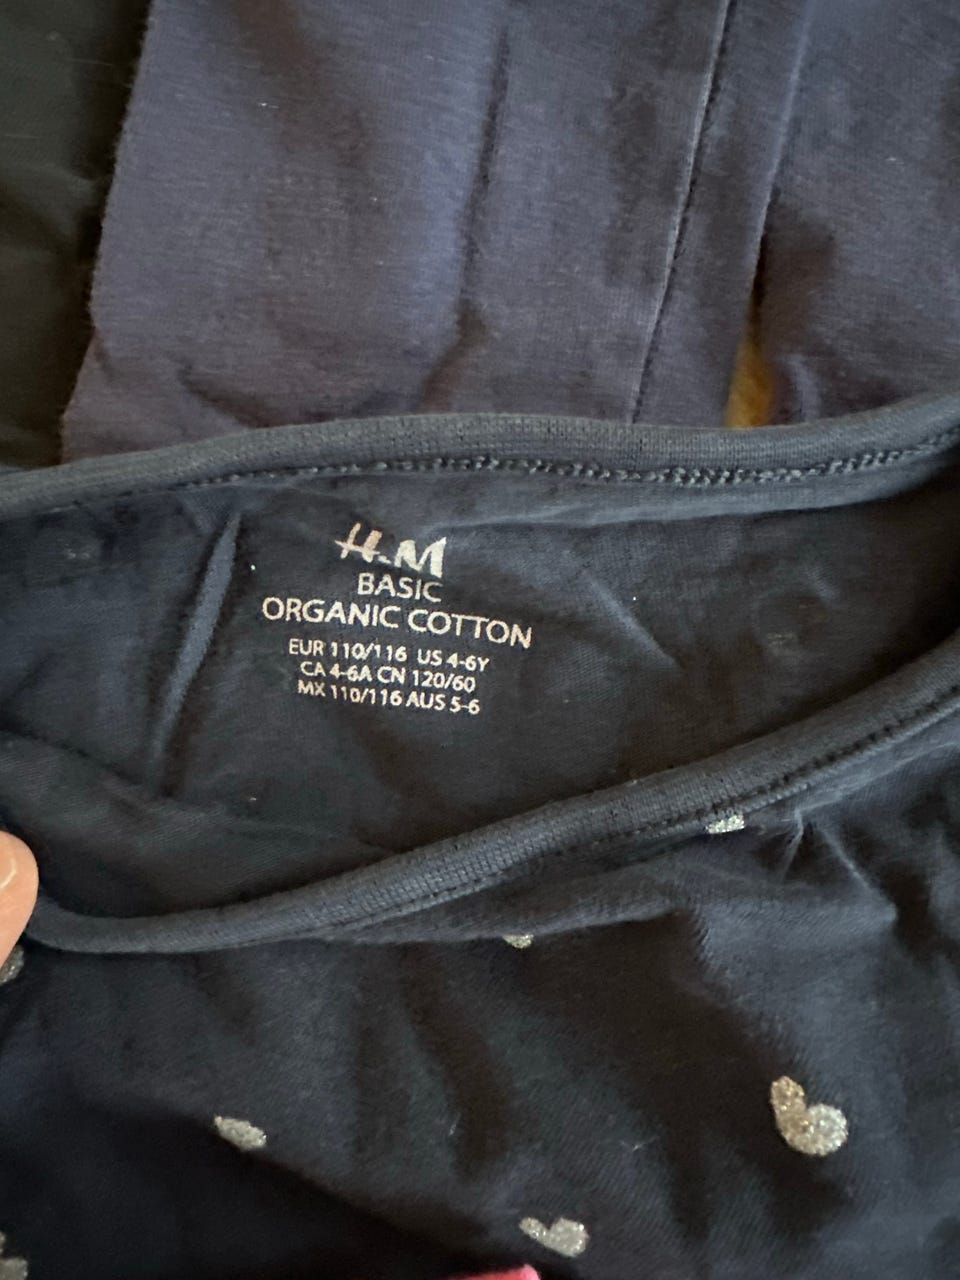 H&M
BASIC
ORGANIC COTTON
EUR 110/116 US 4-6Y
CA 4-6A CN 120/60
MX 110/116 AUS 5-6